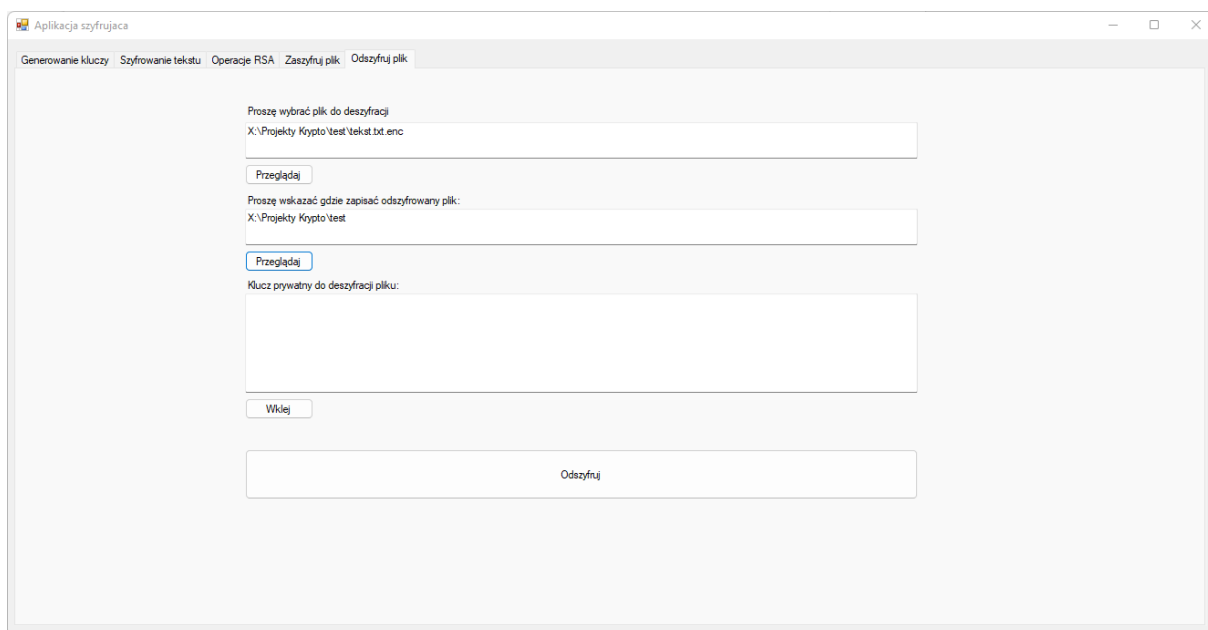 Aplikacja szyfrujaca
Generowanie kluczy Szyfrowanie tekstu Operacje RSA Zaszyfruj plik Odszyfruj plik
Proszę wybrać plik do deszyfracji
X:\Projekty Krypto\test\tekst.txt.enc
Przeglądaj
Proszę wskazać gdzie zapisać odszyfrowany plik:
X:\Projekty Krypto\test
Przeglądaj
Klucz prywatny do deszyfracji pliku:
Wklej
Odszyfruj